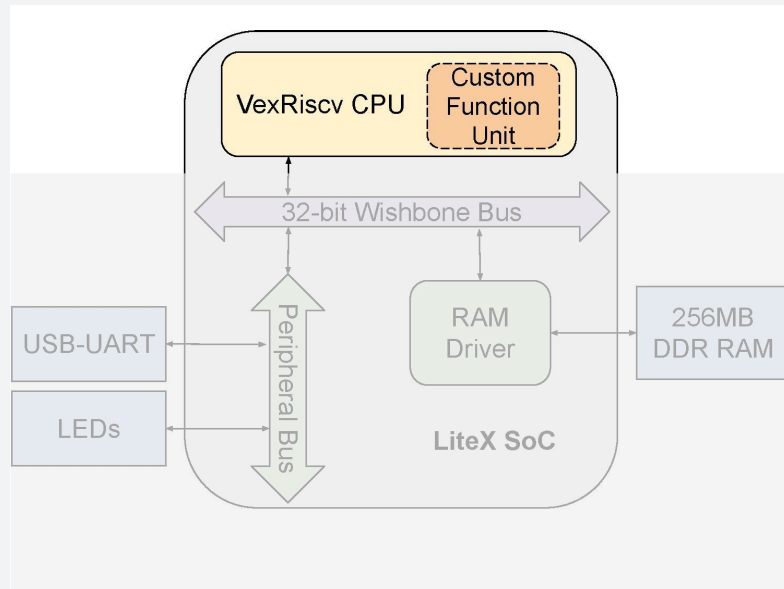 VexRiscv CPU
Custom
Function
Unit
32-bit Wishbone Bus
Peripheral Bus
RAM
Driver
256MB
DDR RAM
USB-UART
LEDs
LiteX SoC